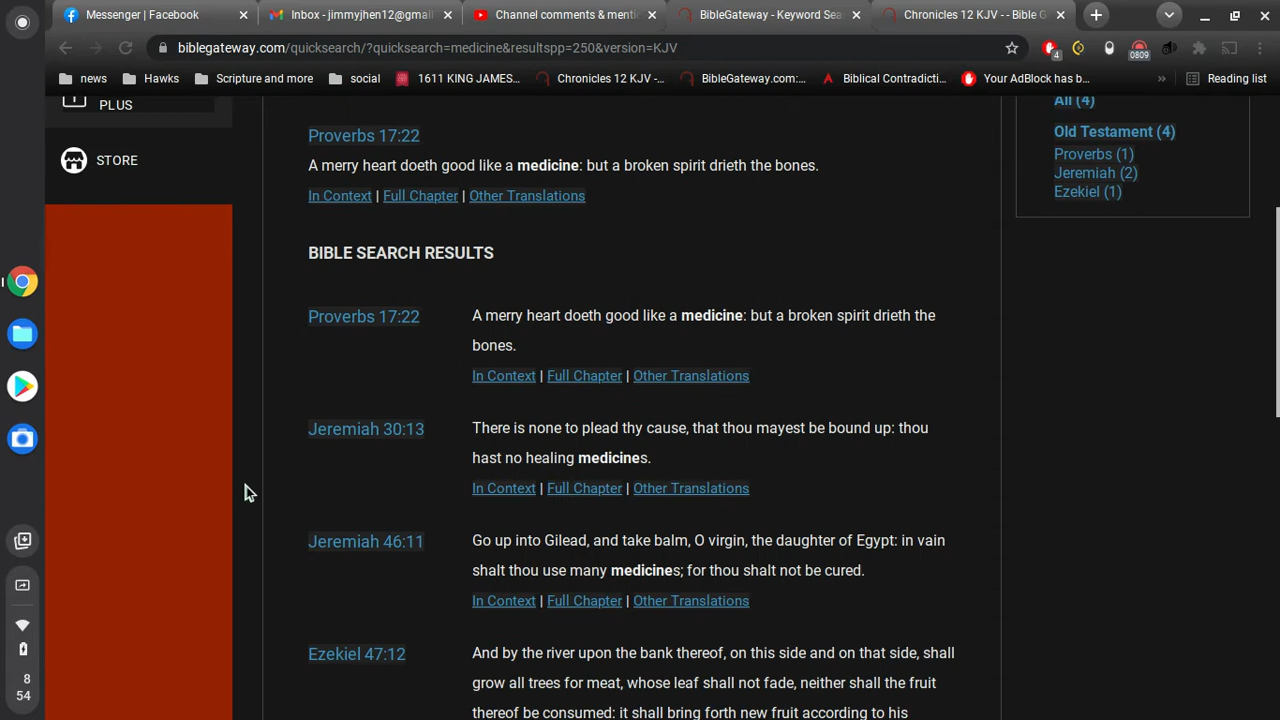 Messenger | Facebook
Inbox - jimmyjhen12@gmail
Channel comments & menti
BibleGateway - Keyword Sea
Chronicles 12 KJV - - Bible G
biblegateway.com/quicksearch/?quicksearch=medicine&resultspp=250&version=KJV
4
0809
news
Hawks
Scripture and more
social
1611 KING JAMES...
Chronicles 12 KJV -...
BibleGateway.com:...
Biblical Contradicti...
Your AdBlock has b...
»
Reading list
PLUS
STORE
All (4)
Old Testament (4)
Proverbs (1)
Jeremiah (2)
Ezekiel (1)
Proverbs 17:22
A merry heart doeth good like a medicine: but a broken spirit drieth the bones.
In Context | Full Chapter | Other Translations
BIBLE SEARCH RESULTS
Proverbs 17:22
A merry heart doeth good like a medicine: but a broken spirit drieth the
bones.
In Context | Full Chapter | Other Translations
Jeremiah 30:13
There is none to plead thy cause, that thou mayest be bound up: thou
hast no healing medicines.
In Context | Full Chapter | Other Translations
Jeremiah 46:11
Go up into Gilead, and take balm, O virgin, the daughter of Egypt: in vain
shalt thou use many medicines; for thou shalt not be cured.
In Context | Full Chapter | Other Translations
Ezekiel 47:12
And by the river upon the bank thereof, on this side and on that side, shall
grow all trees for meat, whose leaf shall not fade, neither shall the fruit
thereof be consumed: it shall bring forth new fruit according to his
8
54